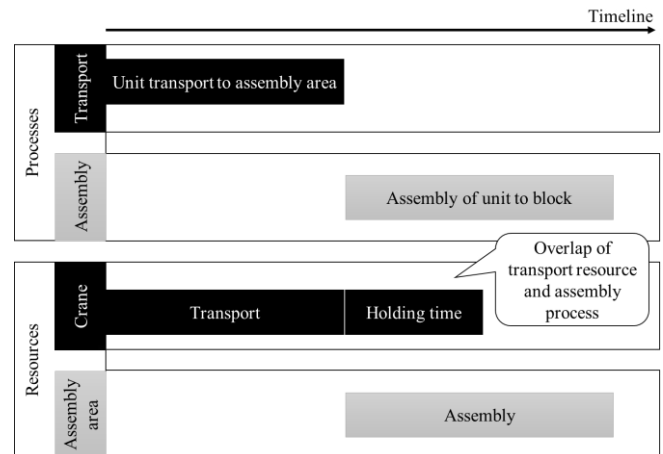 Timeline
Processes
Transport
Unit transport to assembly area
Assembly
Assembly of unit to block
Overlap of
transport resource
and assembly
process
Resources
Crane
Transport
Holding time
Assembly
area
Assembly